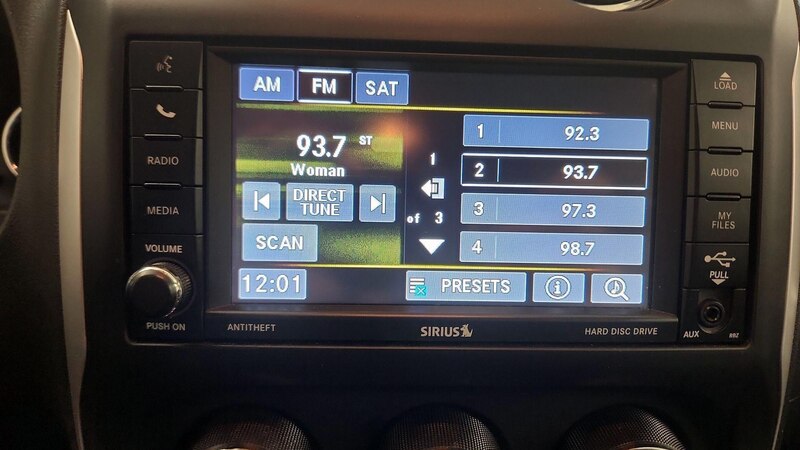 RADIO
MEDIA
VOLUME
PUSH ON
AM FM SAT
93.7 ST
Woman
DIRECT TUNE
SCAN
12:01
1
of 3
1 92.3
2 93.7
3 97.3
4 98.7
PRESETS
i
ANTITHEFT
SIRIUS
HARD DISC DRIVE
LOAD
MENU
AUDIO
MY
FILES
PULL
AUX
RBZ